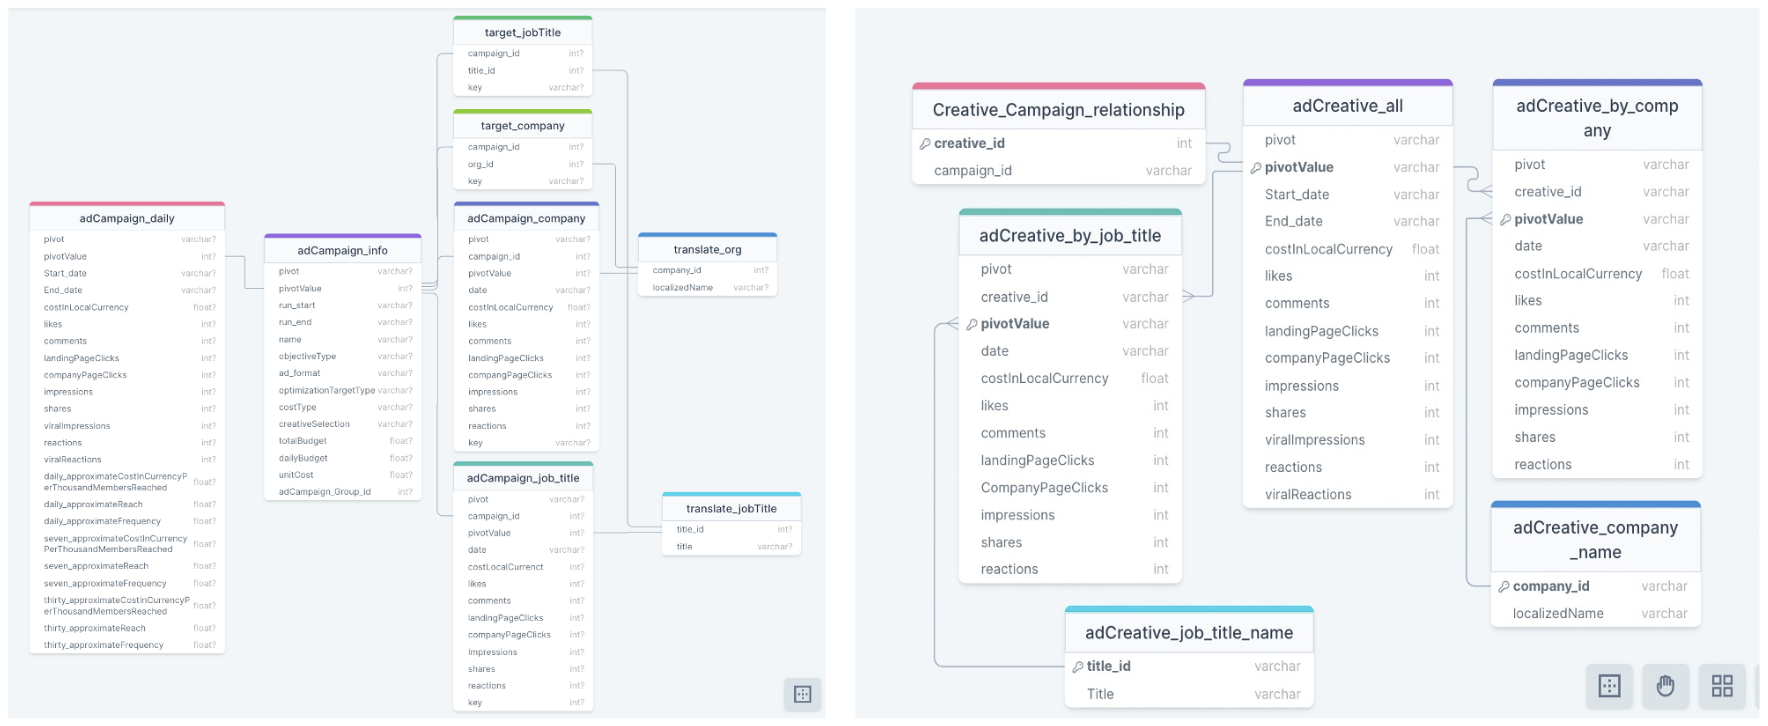 target_jobTitle
campaign_id int?
title_id int?
key varchar?
target_company
campaign_id int?
org_id int?
key varchar?
adCampaign_daily
pivot varchar?
pivotValue int?
Start_date varchar?
End_date varchar?
costInLocalCurrency float?
likes int?
comments int?
landingPageClicks int?
companyPageClicks int?
impressions int?
shares int?
viralImpressions int?
reactions int?
viralReactions int?
daily_approximateCostInCurrencyP
erThousandMembersReached float?
daily_approximateReach float?
daily_approximateFrequency float?
seven_approximateCostInCurrency
PerThousandMembersReached float?
seven_approximateReach float?
seven_approximateFrequency float?
thirty_approximateCostInCurrencyP
erThousandMembersReached float?
thirty_approximateReach float?
thirty_approximateFrequency float?
adCampaign_info
pivot varchar?
pivotValue int?
run_start varchar?
run_end varchar?
name varchar?
objectiveType varchar?
ad_format varchar?
optimizationTargetType varchar?
costType varchar?
creativeSelection varchar?
totalBudget float?
dailyBudget float?
unitCost float?
adCampaign_Group_id int?
adCampaign_company
pivot varchar?
campaign_id int?
pivotValue int?
date varchar?
costInLocalCurrency float?
likes int?
comments int?
landingPageClicks int?
compangPageClicks int?
impressions int?
shares int?
reactions int?
key varchar?
translate_org
company_id int?
localizedName varchar?
adCampaign_job_title
pivot varchar?
campaign_id int?
pivotValue int?
date varchar?
costLocalCurrenct int?
likes int?
comments int?
landingPageClicks int?
companyPageClicks int?
Impressions int?
shares int?
reactions int?
key varchar?
translate_jobTitle
title_id int?
title varchar?
Creative_Campaign_relationship
creative_id int
campaign_id varchar
adCreative_by_job_title
pivot varchar
creative_id varchar
pivotValue varchar
date varchar
costInLocalCurrency float
likes int
comments int
landingPageClicks int
CompanyPageClicks int
impressions int
shares int
reactions int
adCreative_all
pivot varchar
pivotValue varchar
Start_date varchar
End_date varchar
costInLocalCurrency float
likes int
comments int
landingPageClicks int
companyPageClicks int
impressions int
shares int
viralImpressions int
reactions int
viralReactions int
adCreative_by_comp
any
pivot varchar
creative_id varchar
pivotValue varchar
date varchar
costInLocalCurrency float
likes int
comments int
landingPageClicks int
companyPageClicks int
impressions int
shares int
reactions int
adCreative_company
_name
company_id varchar
localizedName varchar
adCreative_job_title_name
title_id varchar
Title varchar